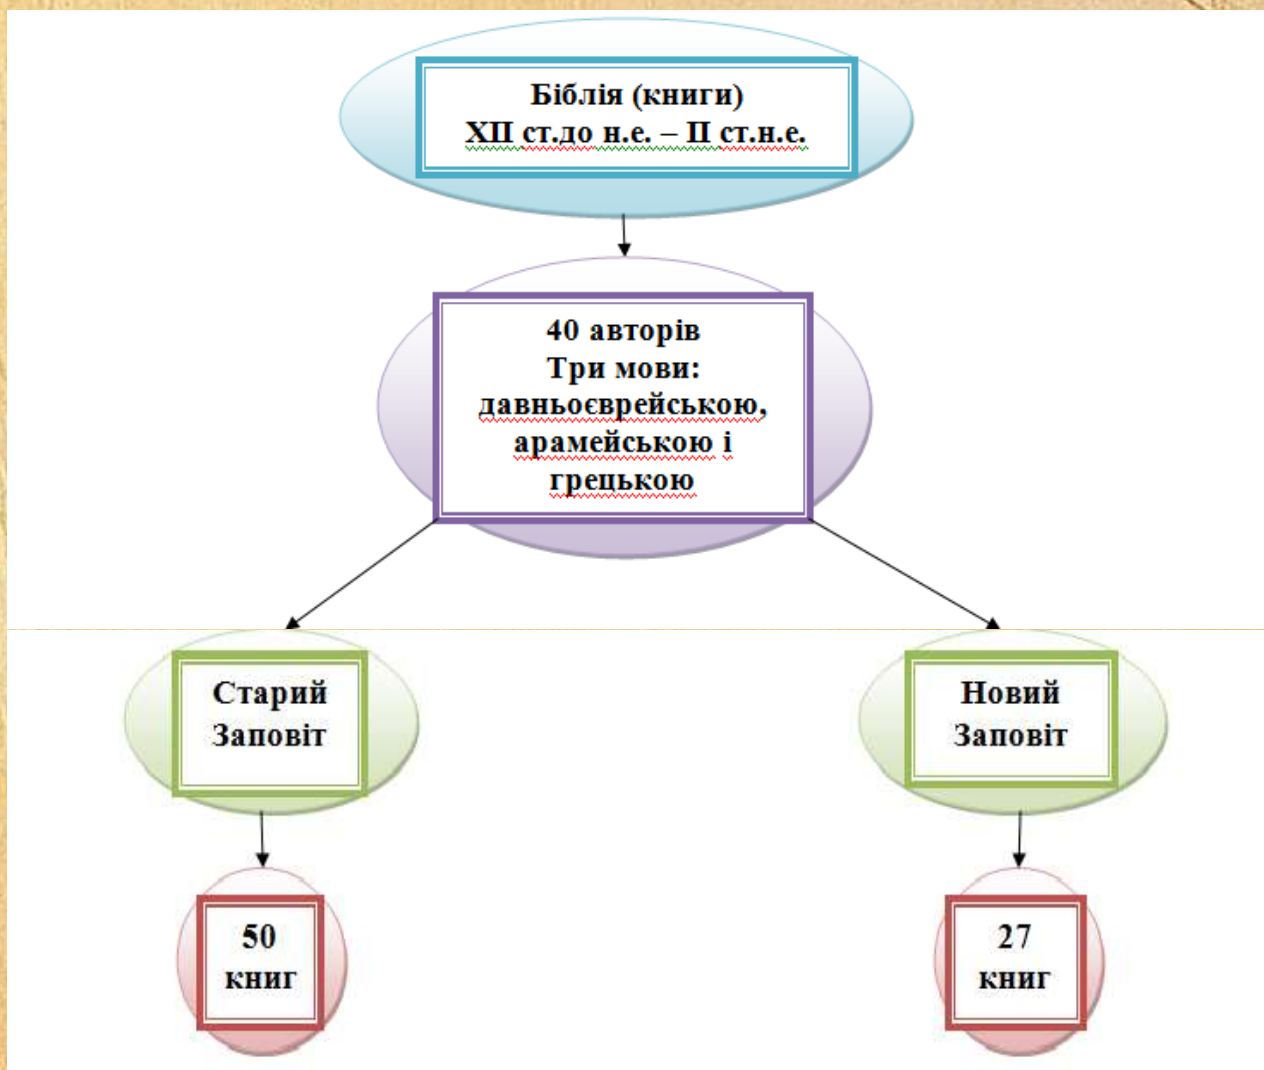 Біблія (книги)
ХІІ ст.до н.е. – ІІ ст.н.е.
40 авторів
Три мови:
давньоєврейською,
арамейською і
грецькою
Старий
Заповіт
Новий
Заповіт
50
книг
27
книг